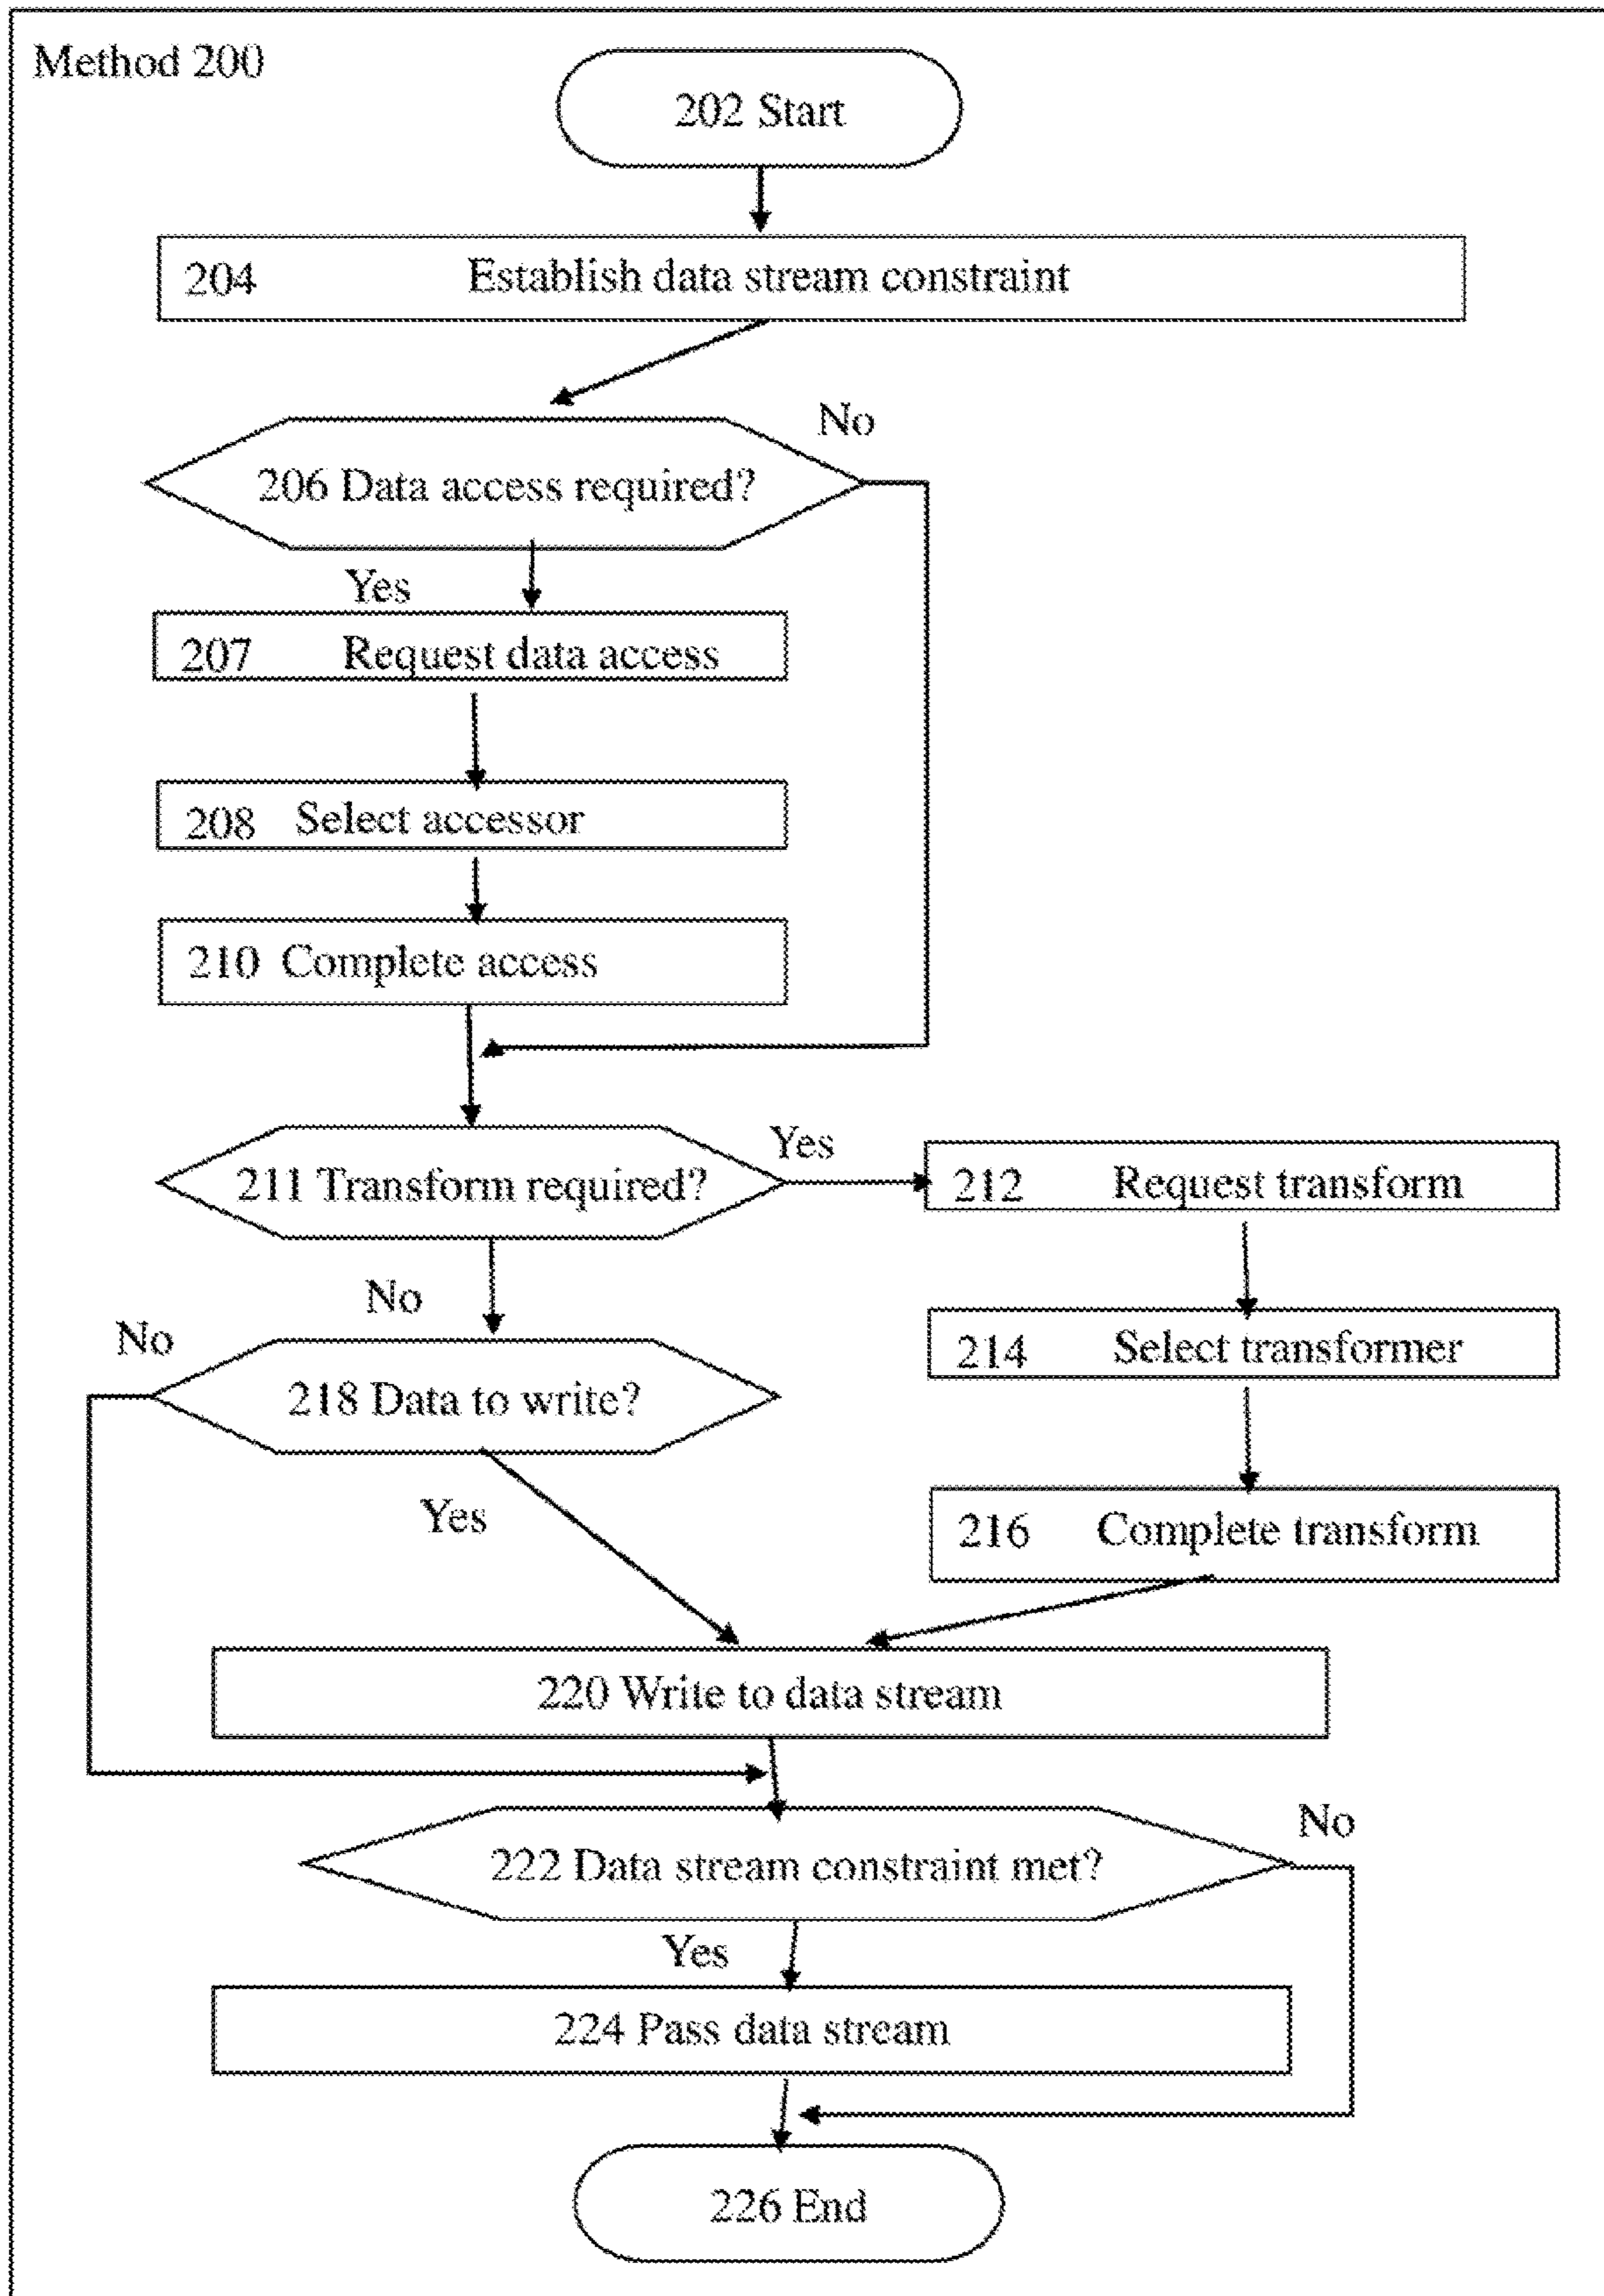 Method 200
202 Start
204 Establish data stream constraint
No
206 Data access required?
Yes
207 Request data access
208 Select accessor
210 Complete access
Yes
211 Transform required?
212 Request transform
No
No
214 Select transformer
218 Data to write?
Yes
216 Complete transform
220 Write to data stream
No
222 Data stream constraint met?
Yes
224 Pass data stream
226 End